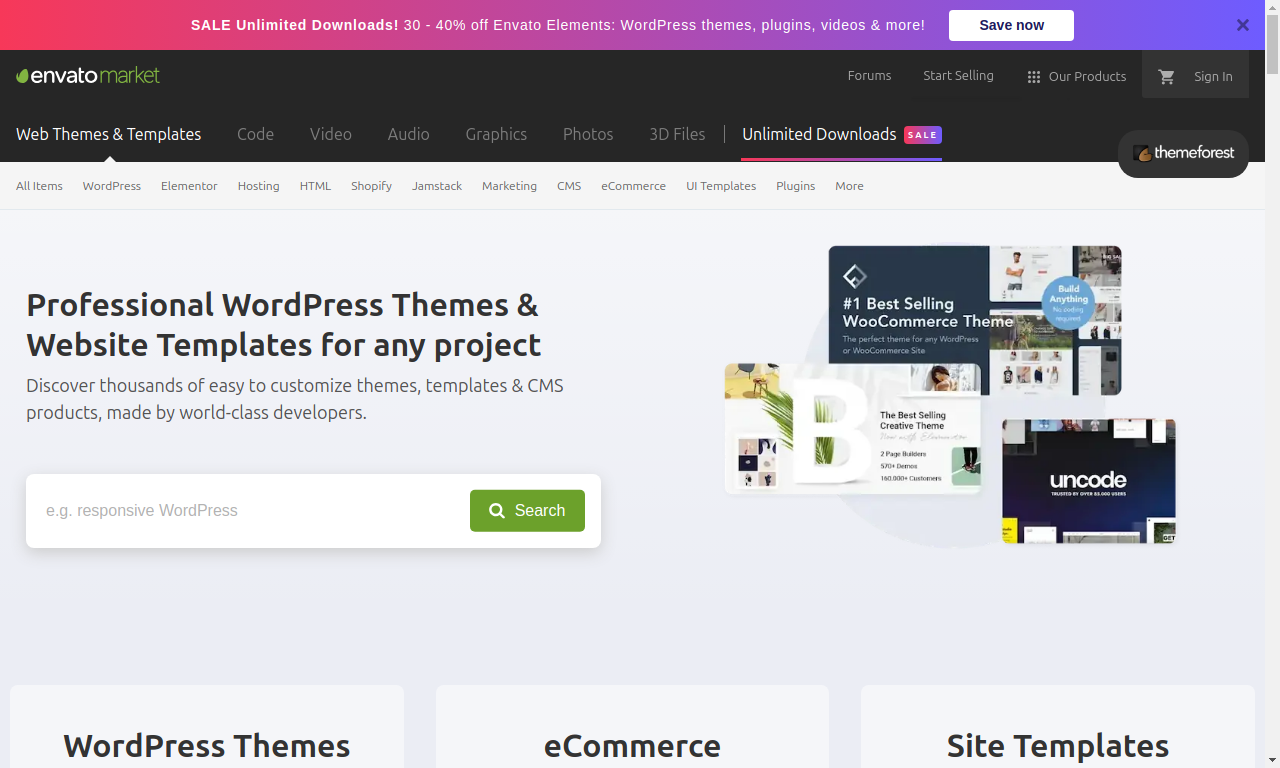 SALE Unlimited Downloads! 30 - 40% off Envato Elements: WordPress themes, plugins, videos & more!
Save now
envato market
Forums
Start Selling
Our Products
Sign In
Web Themes & Templates
Code
Video
Audio
Graphics
Photos
3D Files
Unlimited Downloads
SALE
themeforest
All Items
WordPress
Elementor
Hosting
HTML
Shopify
Jamstack
Marketing
CMS
eCommerce
UI Templates
Plugins
More
Professional WordPress Themes &
Website Templates for any project
Discover thousands of easy to customize themes, templates & CMS
products, made by world-class developers.
e.g. responsive WordPress
Search
#1 Best Selling
WooCommerce Theme
The perfect theme for any WordPress
or WooCommerce Site
Build
Anything
No coding
required
BIG SAL
B
The Best Selling
Creative Theme
Now with Elementor
2 Page Builders
570+ Demos
160,000+ Customers
uncode
TRUSTED BY OVER 83.000 USERS
GET
WordPress Themes
eCommerce
Site Templates